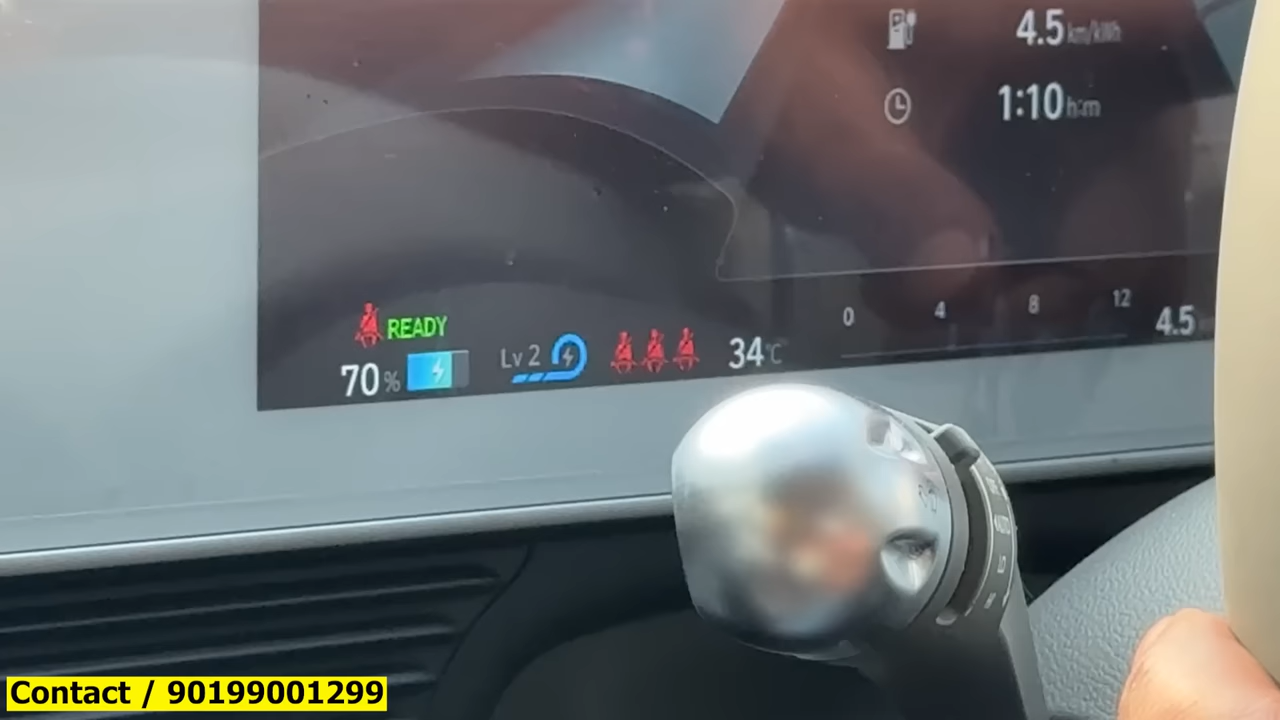 4.5 km/kWh
1:10 h:m
0 4 8 12
4.5
READY
70 % Lv 2 34 °C
Contact / 90199001299